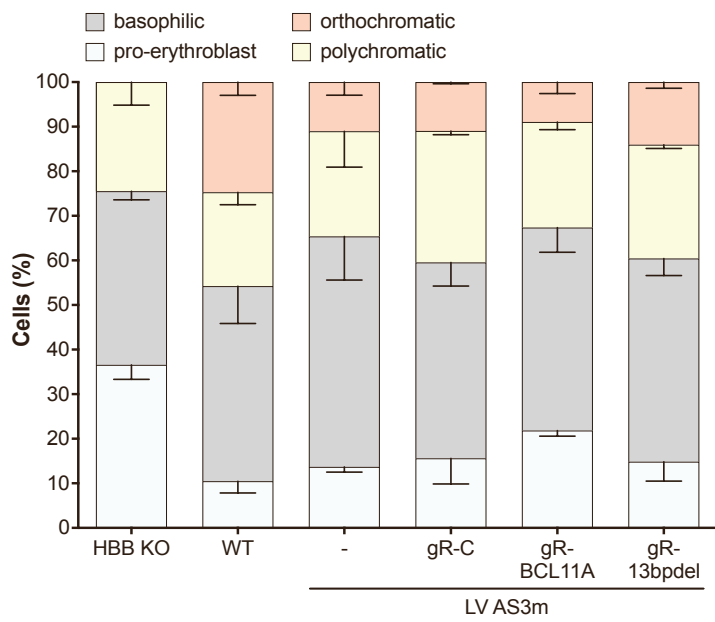 basophilic orthochromatic
pro-erythroblast polychromatic
Cells (%)
100
90
80
70
60
50
40
30
20
10
0
HBB KO WT - gR-C gR-BCL11A gR-13bpdel
LV AS3m